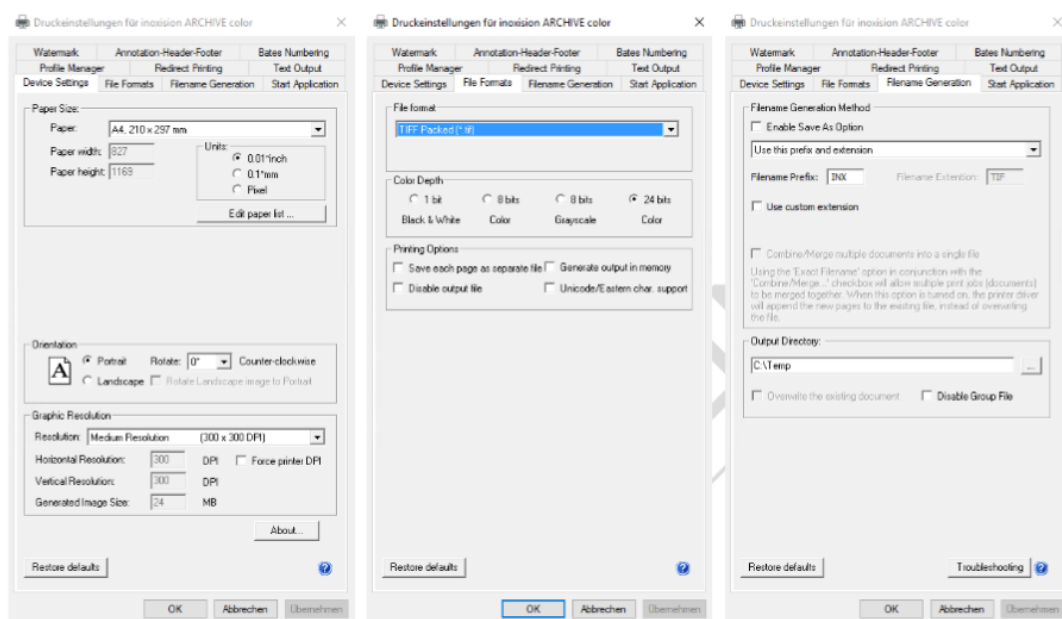 Druckeinstellungen für inoxision ARCHIVE color
Watermark Annotation-Header-Footer Bates Numbering
Profile Manager Redirect Printing Text Output
Device Settings File Formats Filename Generation Start Application
Paper Size:
Paper: A4, 210 x 297 mm
Paper width: 827
Paper height: 1169
Units:
0.01"inch
0.1"mm
Pixel
Edit paper list ...
Orientation
A
Portrait Rotate: 0° Counter-clockwise
Landscape Rotate Landscape image to Portrait
Graphic Resolution
Resolution: Medium Resolution (300 x 300 DPI)
Horizontal Resolution: 300 DPI Force printer DPI
Vertical Resolution: 300 DPI
Generated Image Size: 24 MB
About...
Restore defaults
OK Abbrechen Übernehmen
Druckeinstellungen für inoxision ARCHIVE color
Watermark Annotation-Header-Footer Bates Numbering
Profile Manager Redirect Printing Text Output
Device Settings File Formats Filename Generation Start Application
File format
TIFF Packed (*.tif)
Color Depth
1 bit 8 bits 8 bits 24 bits
Black & White Color Grayscale Color
Printing Options
Save each page as separate file Generate output in memory
Disable output file Unicode/Eastern char. support
Restore defaults
OK Abbrechen Übernehmen
Druckeinstellungen für inoxision ARCHIVE color
Watermark Annotation-Header-Footer Bates Numbering
Profile Manager Redirect Printing Text Output
Device Settings File Formats Filename Generation Start Application
Filename Generation Method
Enable Save As Option
Use this prefix and extension
Filename Prefix: INX Filename Extention: TIF
Use custom extension
Combine/Merge multiple documents into a single file
Using the 'Exact Filename' option in conjunction with the
'Combine/Merge...' checkbox will allow multiple print jobs (documents)
to be merged together. When this option is turned on, the printer driver
will append the new pages to the existing file, instead of overwriting
the file.
Output Directory:
C:\Temp
...
Overwrite the existing document Disable Group File
Restore defaults Troubleshooting
OK Abbrechen Übernehmen